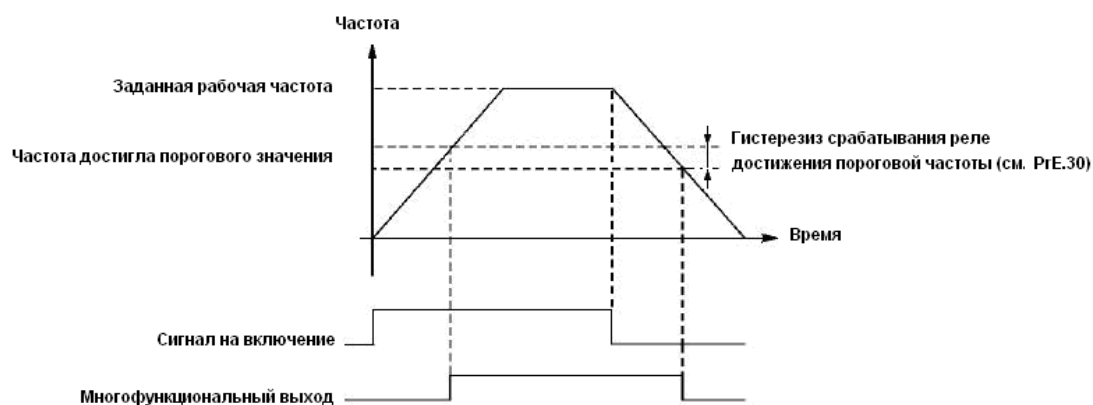 Частота
Заданная рабочая частота
Частота достигла порогового значения
Гистерезиз срабатывания реле
достижения пороговой частоты (см. PrE.30)
Время
Сигнал на включение
Многофункциональный выход